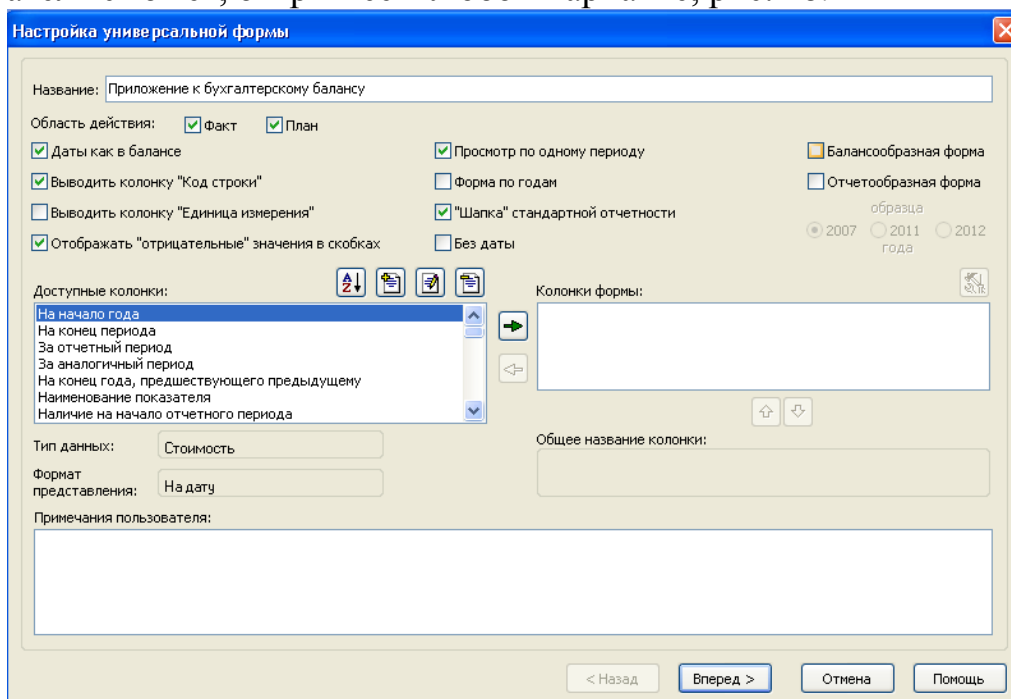 Настройка универсальной формы
Название: Приложение к бухгалтерскому балансу
Область действия: Факт План
Даты как в балансе Просмотр по одному периоду Балансообразная форма
Выводить колонку "Код строки" Форма по годам Отчетообразная форма
Выводить колонку "Единица измерения" "Шапка" стандартной отчетности образца
2007 2011 2012
Отображать "отрицательные" значения в скобках Без даты года
Доступные колонки: Колонки формы:
На начало года
На конец периода
За отчетный период
За аналогичный период
На конец года, предшествующего предыдущему
Наименование показателя
Наличие на начало отчетного периода
Тип данных: Стоимость Общее название колонки:
Формат
представления: На дату
Примечания пользователя:
< Назад Вперед > Отмена Помощь